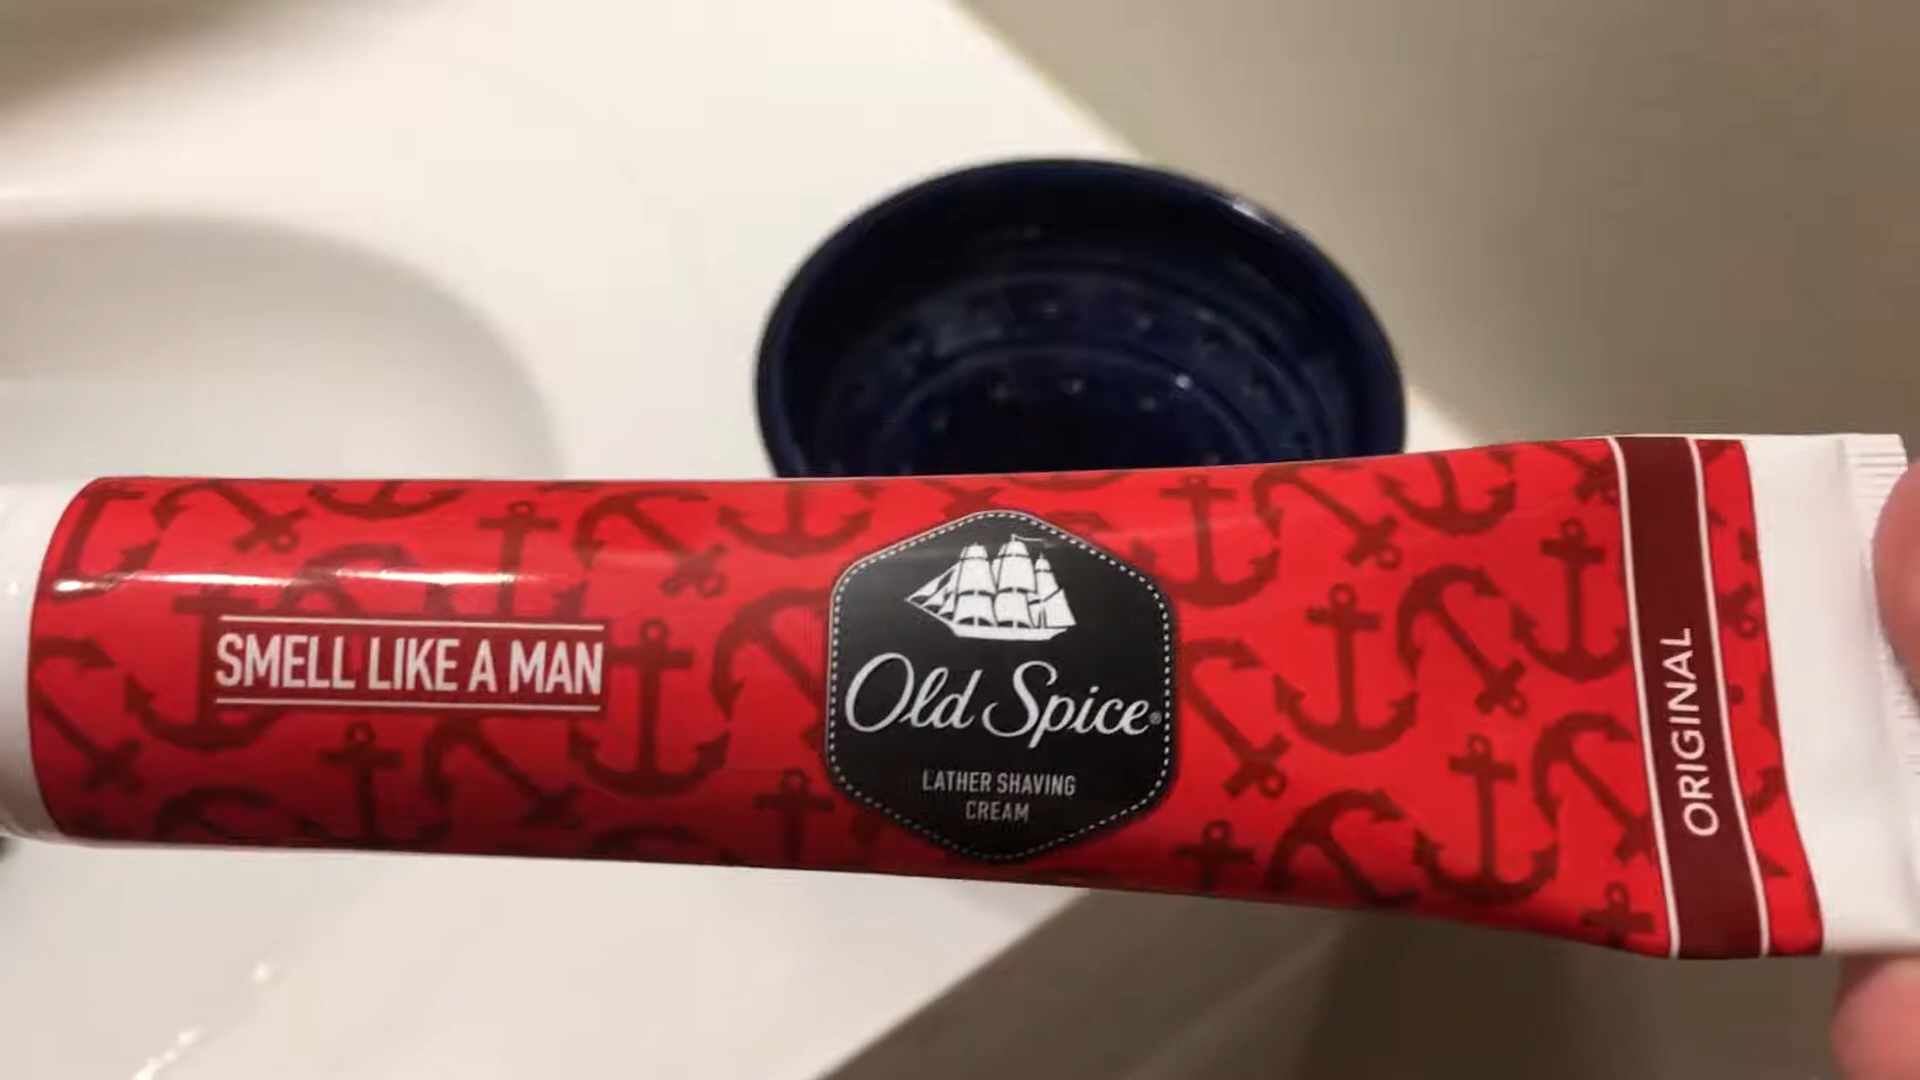 SMELL LIKE A MAN
Old Spice®
LATHER SHAVING
CREAM
ORIGINAL